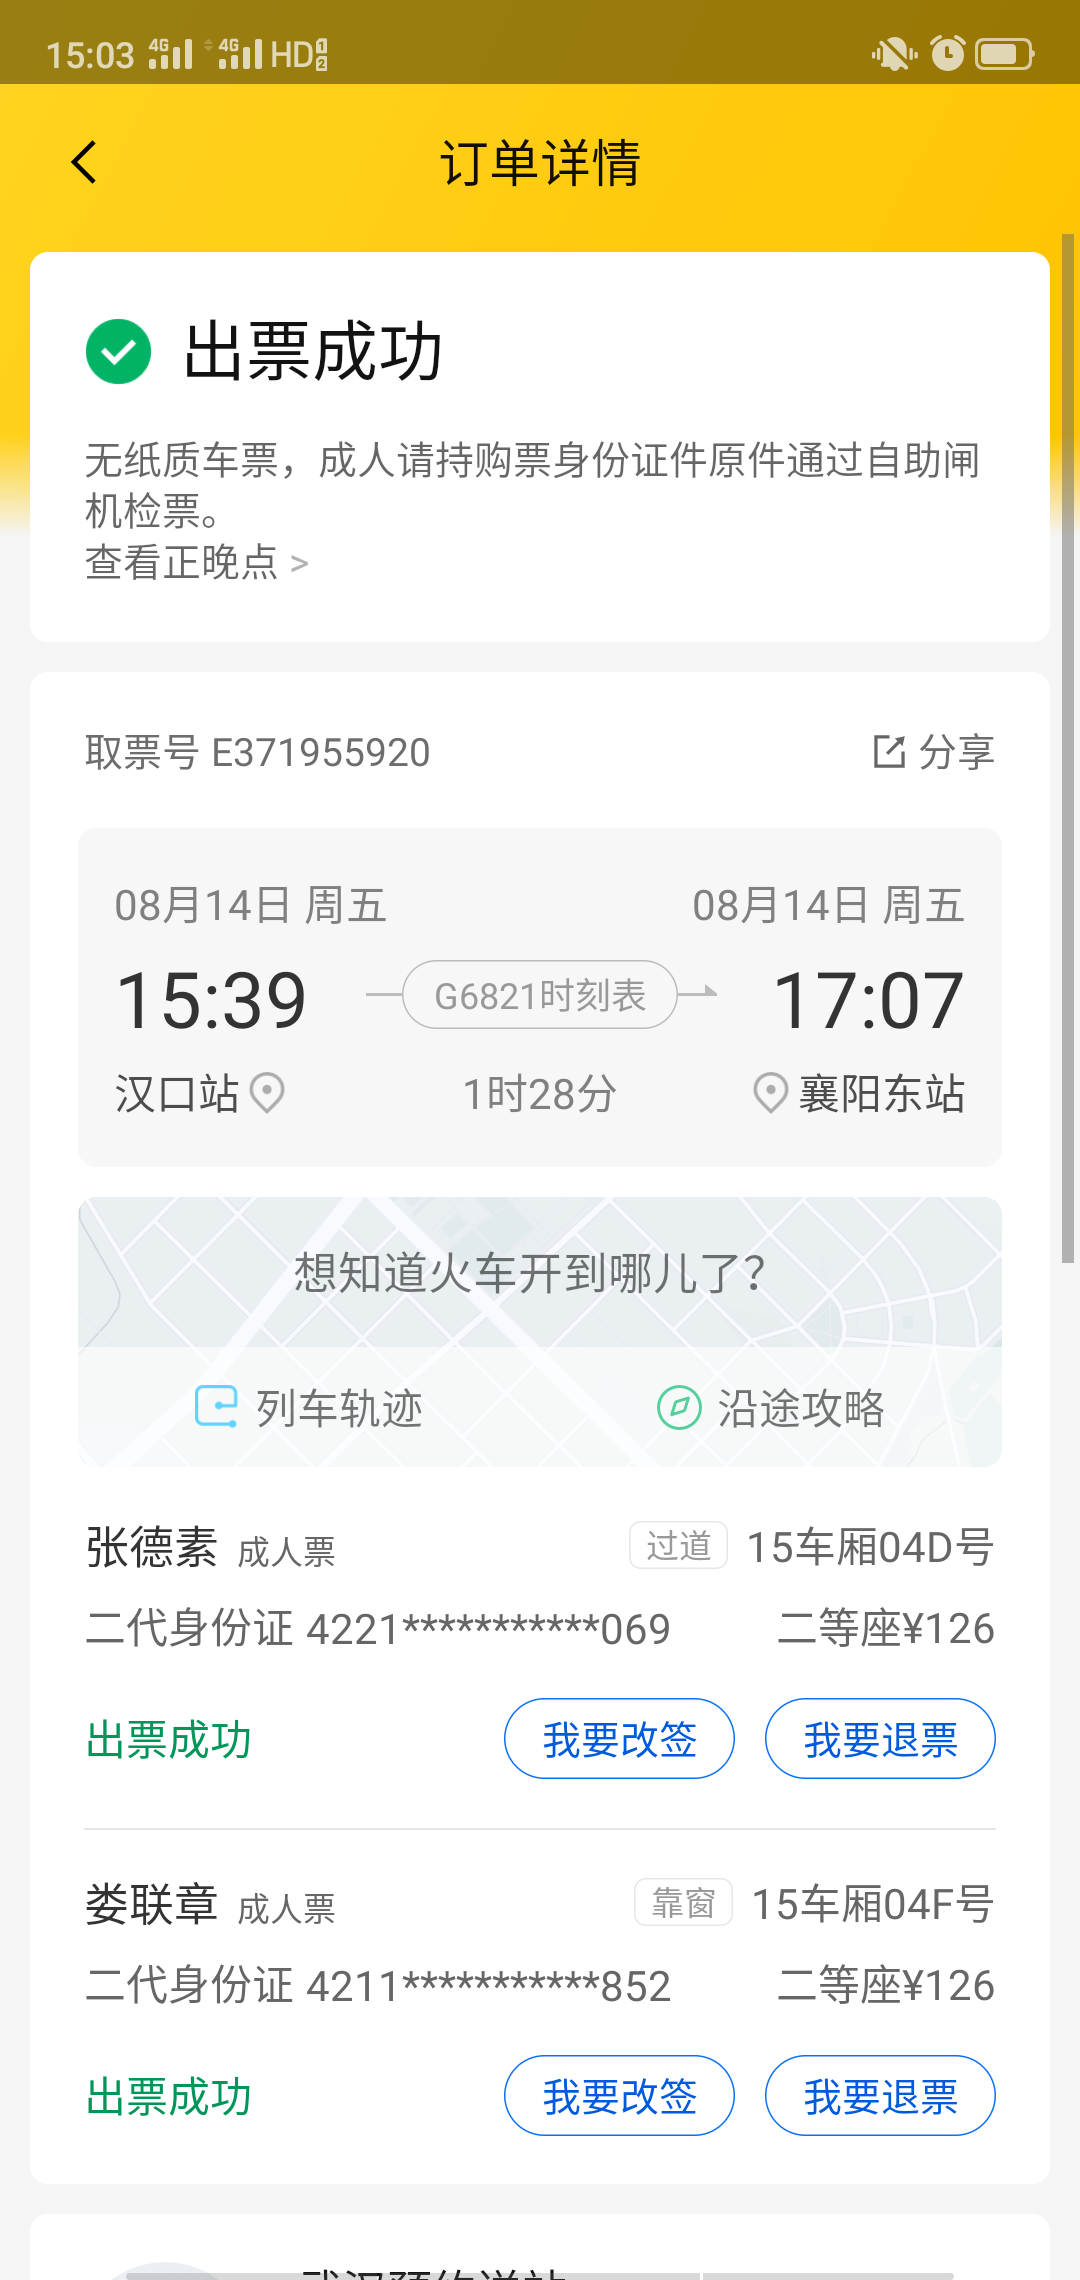 15:03 4G 4G HD 1 2
订单详情
出票成功
无纸质车票，成人请持购票身份证件原件通过自助闸
机检票。
查看正晚点 >
取票号 E371955920 分享
08月14日 周五 08月14日 周五
15:39 G6821时刻表 17:07
汉口站 1时28分 襄阳东站
想知道火车开到哪儿了？
列车轨迹 沿途攻略
张德素 成人票 过道 15车厢04D号
二代身份证 4221***********069 二等座¥126
出票成功 我要改签 我要退票
娄联章 成人票 靠窗 15车厢04F号
二代身份证 4211***********852 二等座¥126
出票成功 我要改签 我要退票